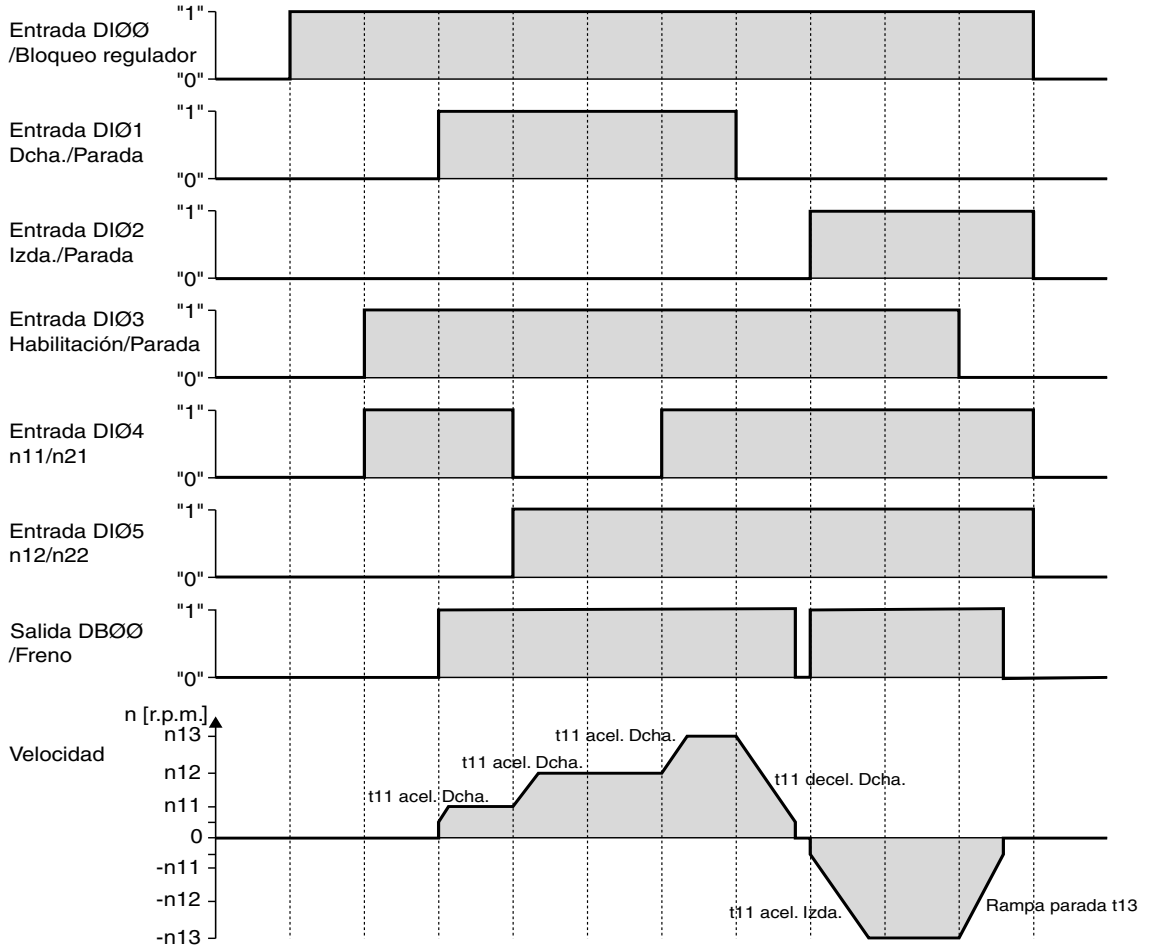 "1"
Entrada DIØØ
/Bloqueo regulador
"0"
"1"
Entrada DIØ1
Dcha./Parada
"0"
"1"
Entrada DIØ2
Izda./Parada
"0"
"1"
Entrada DIØ3
Habilitación/Parada
"0"
"1"
Entrada DIØ4
n11/n21
"0"
"1"
Entrada DIØ5
n12/n22
"0"
"1"
Salida DBØØ
/Freno
"0"
n [r.p.m.]
Velocidad
n13
n12
n11
0
-n11
-n12
-n13
t11 acel. Dcha.
t11 acel. Dcha.
t11 acel. Dcha.
t11 decel. Dcha.
t11 acel. Izda.
Rampa parada t13